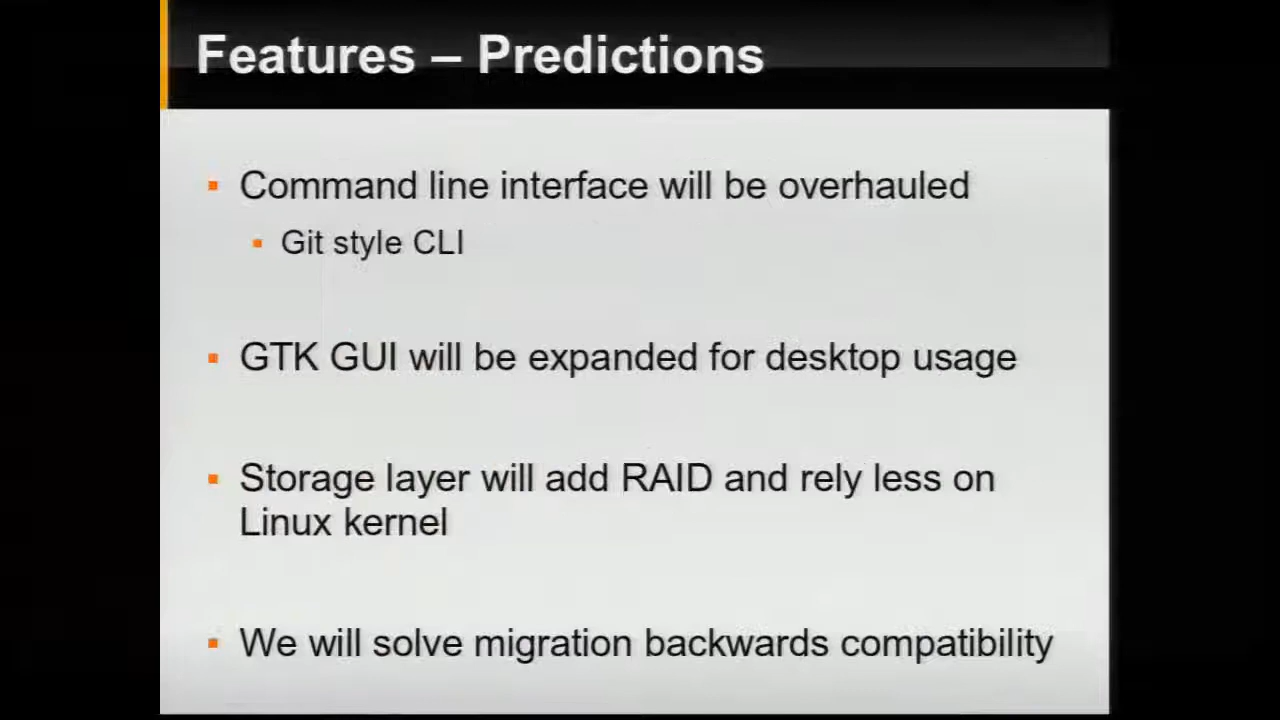 Features – Predictions
Command line interface will be overhauled
Git style CLI
GTK GUI will be expanded for desktop usage
Storage layer will add RAID and rely less on
Linux kernel
We will solve migration backwards compatibility